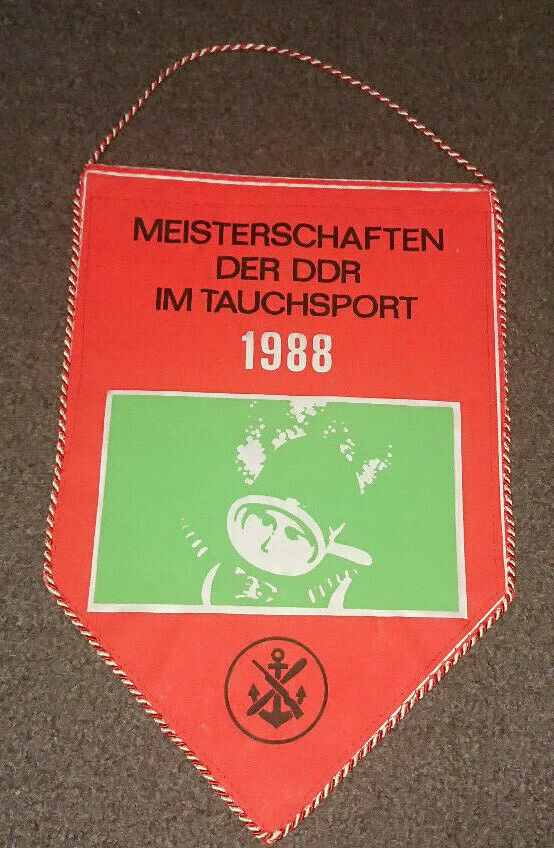 MEISTERSCHAFTEN
DER DDR
IM TAUCHSPORT
1988